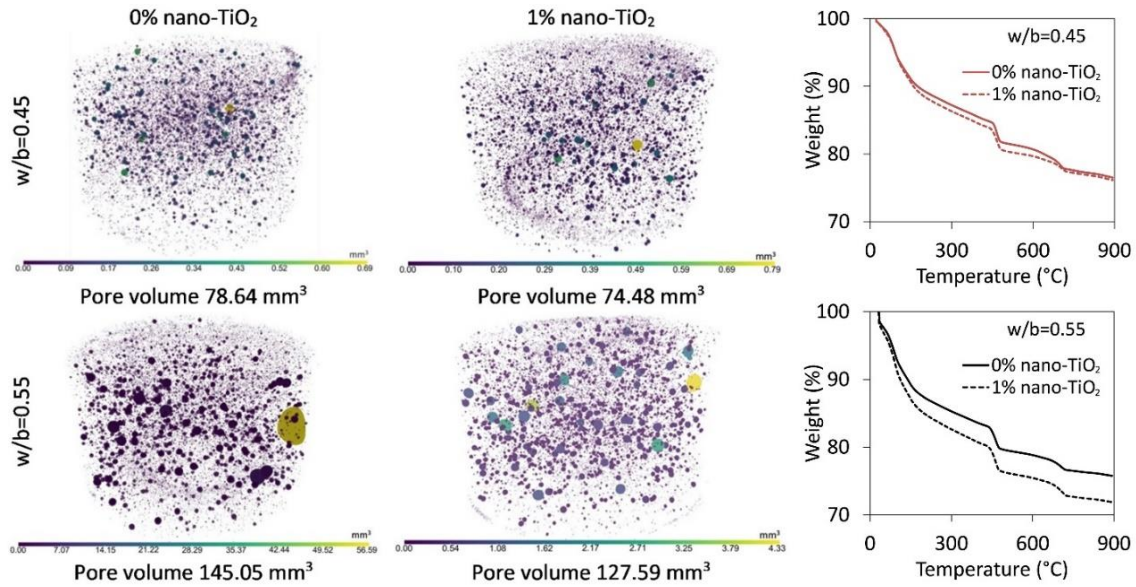 0% nano-TiO₂
1% nano-TiO₂
w/b=0.45
mm³
0.00 0.09 0.17 0.26 0.34 0.43 0.52 0.60 0.69
Pore volume 78.64 mm³
mm³
0.00 0.10 0.20 0.29 0.39 0.49 0.59 0.69 0.79
Pore volume 74.48 mm³
w/b=0.55
mm³
0.00 7.07 14.15 21.22 28.29 35.37 42.44 49.52 56.59
Pore volume 145.05 mm³
mm³
0.00 0.54 1.08 1.62 2.17 2.71 3.25 3.79 4.33
Pore volume 127.59 mm³
w/b=0.45
0% nano-TiO₂
1% nano-TiO₂
Weight (%)
100
90
80
70
0 300 600 900
Temperature (°C)
w/b=0.55
0% nano-TiO₂
1% nano-TiO₂
Weight (%)
100
90
80
70
0 300 600 900
Temperature (°C)